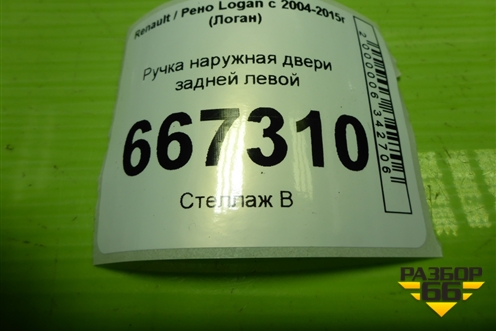 Renault / Рено Logan с 2004-2015г
(Логан)
Ручка наружная двери
задней левой
667310
Стеллаж В
2000006342706
РАЗБОР
66